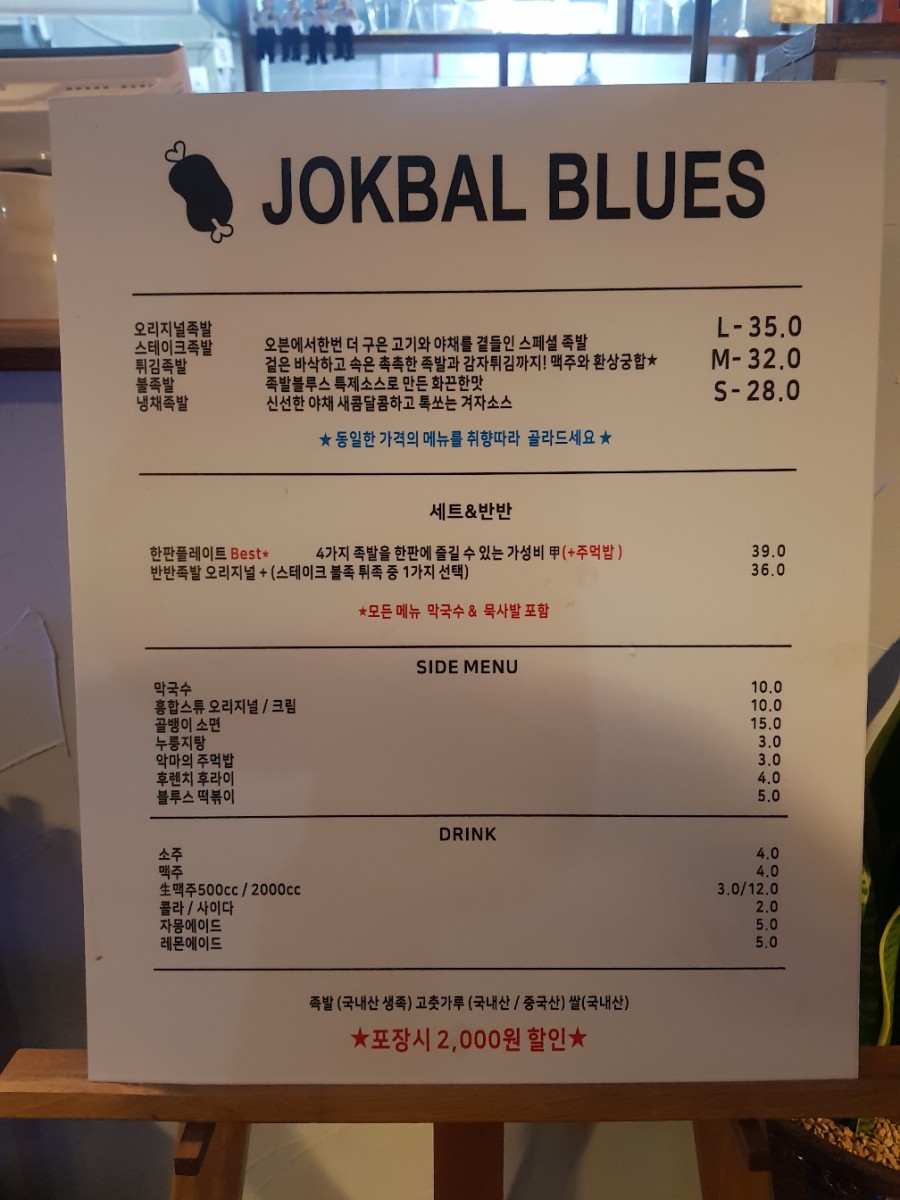 JOKBAL BLUES
오리지널족발
스테이크족발 오븐에서한번 더 구은 고기와 야채를 곁들인 스페셜 족발
튀김족발 겉은 바삭하고 속은 촉촉한 족발과 감자튀김까지! 맥주와 환상궁합★
불족발 족발블루스 특제소스로 만든 화끈한맛
냉채족발 신선한 야채 새콤달콤하고 톡쏘는 겨자소스
L-35.0
M-32.0
S-28.0
★ 동일한 가격의 메뉴를 취향따라 골라드세요 ★
세트&반반
한판플레이트 Best★ 4가지 족발을 한판에 즐길 수 있는 가성비 甲(+주먹밥 ) 39.0
반반족발 오리지널 + (스테이크 불족 튀족 중 1가지 선택) 36.0
★모든 메뉴 막국수 & 묵사발 포함
SIDE MENU
막국수 10.0
홍합스튜 오리지널 / 크림 10.0
골뱅이 소면 15.0
누룽지탕 3.0
악마의 주먹밥 3.0
후렌치 후라이 4.0
블루스 떡볶이 5.0
DRINK
소주 4.0
맥주 4.0
生맥주500cc / 2000cc 3.0/12.0
콜라 / 사이다 2.0
자몽에이드 5.0
레몬에이드 5.0
족발 (국내산 생족) 고춧가루 (국내산 / 중국산) 쌀(국내산)
★포장시 2,000원 할인★